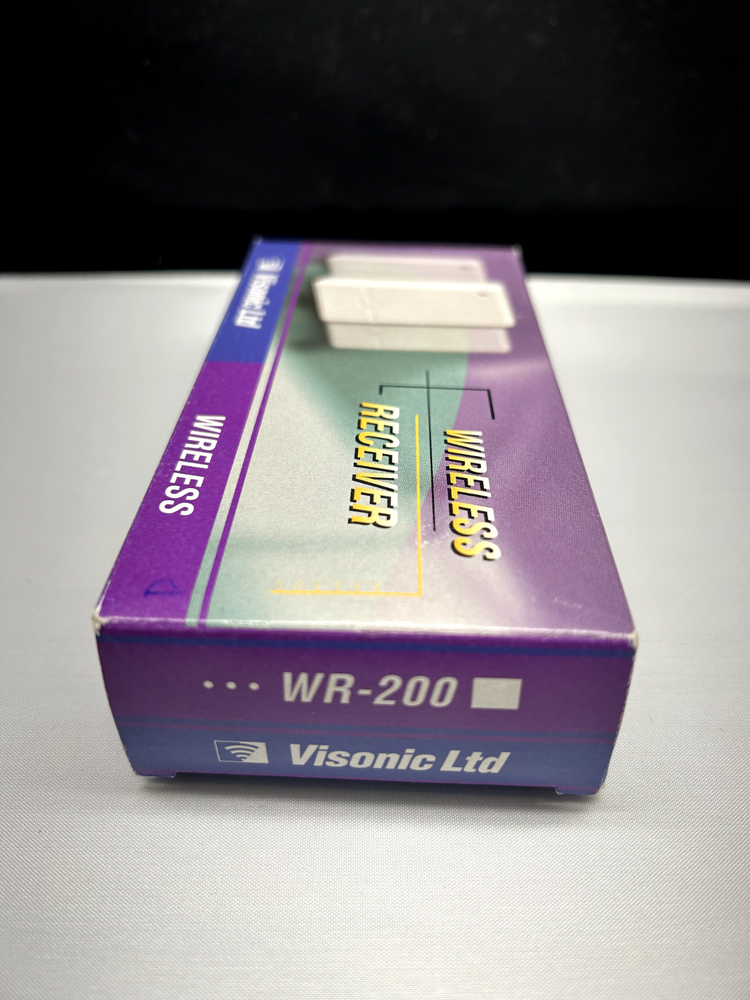 Visonic Ltd
WIRELESS
WIRELESS
RECEIVER
D
... WR-200
Visonic Ltd